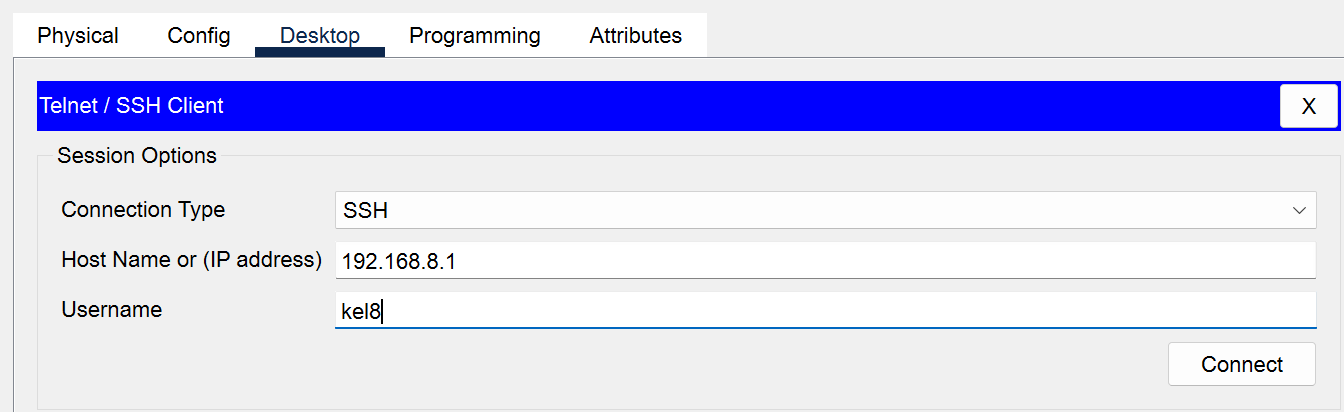 Physical Config Desktop Programming Attributes
Telnet / SSH Client X
Session Options
Connection Type SSH
Host Name or (IP address) 192.168.8.1
Username kel8
Connect